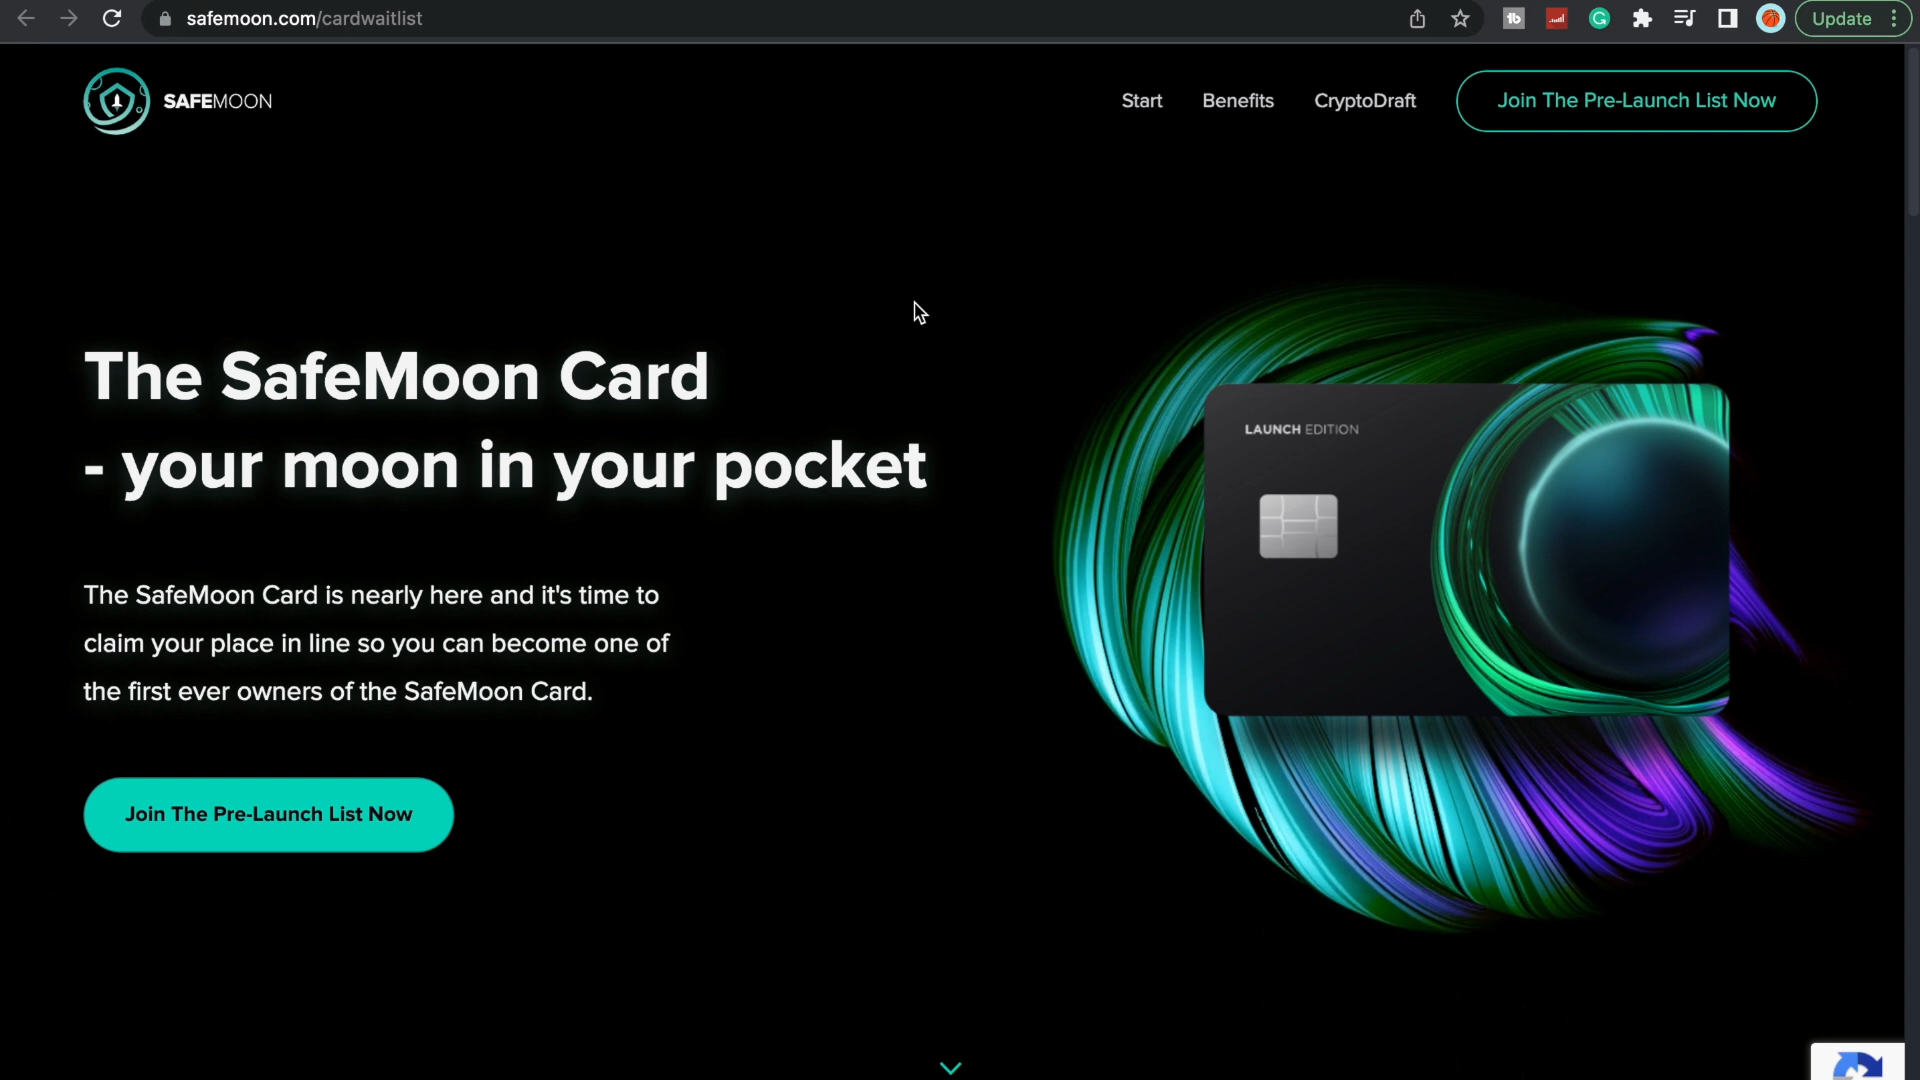 safemoon.com/cardwaitlist
Update
SAFEMOON
Start
Benefits
CryptoDraft
Join The Pre-Launch List Now
The SafeMoon Card
- your moon in your pocket
LAUNCH EDITION
The SafeMoon Card is nearly here and it's time to
claim your place in line so you can become one of
the first ever owners of the SafeMoon Card.
Join The Pre-Launch List Now